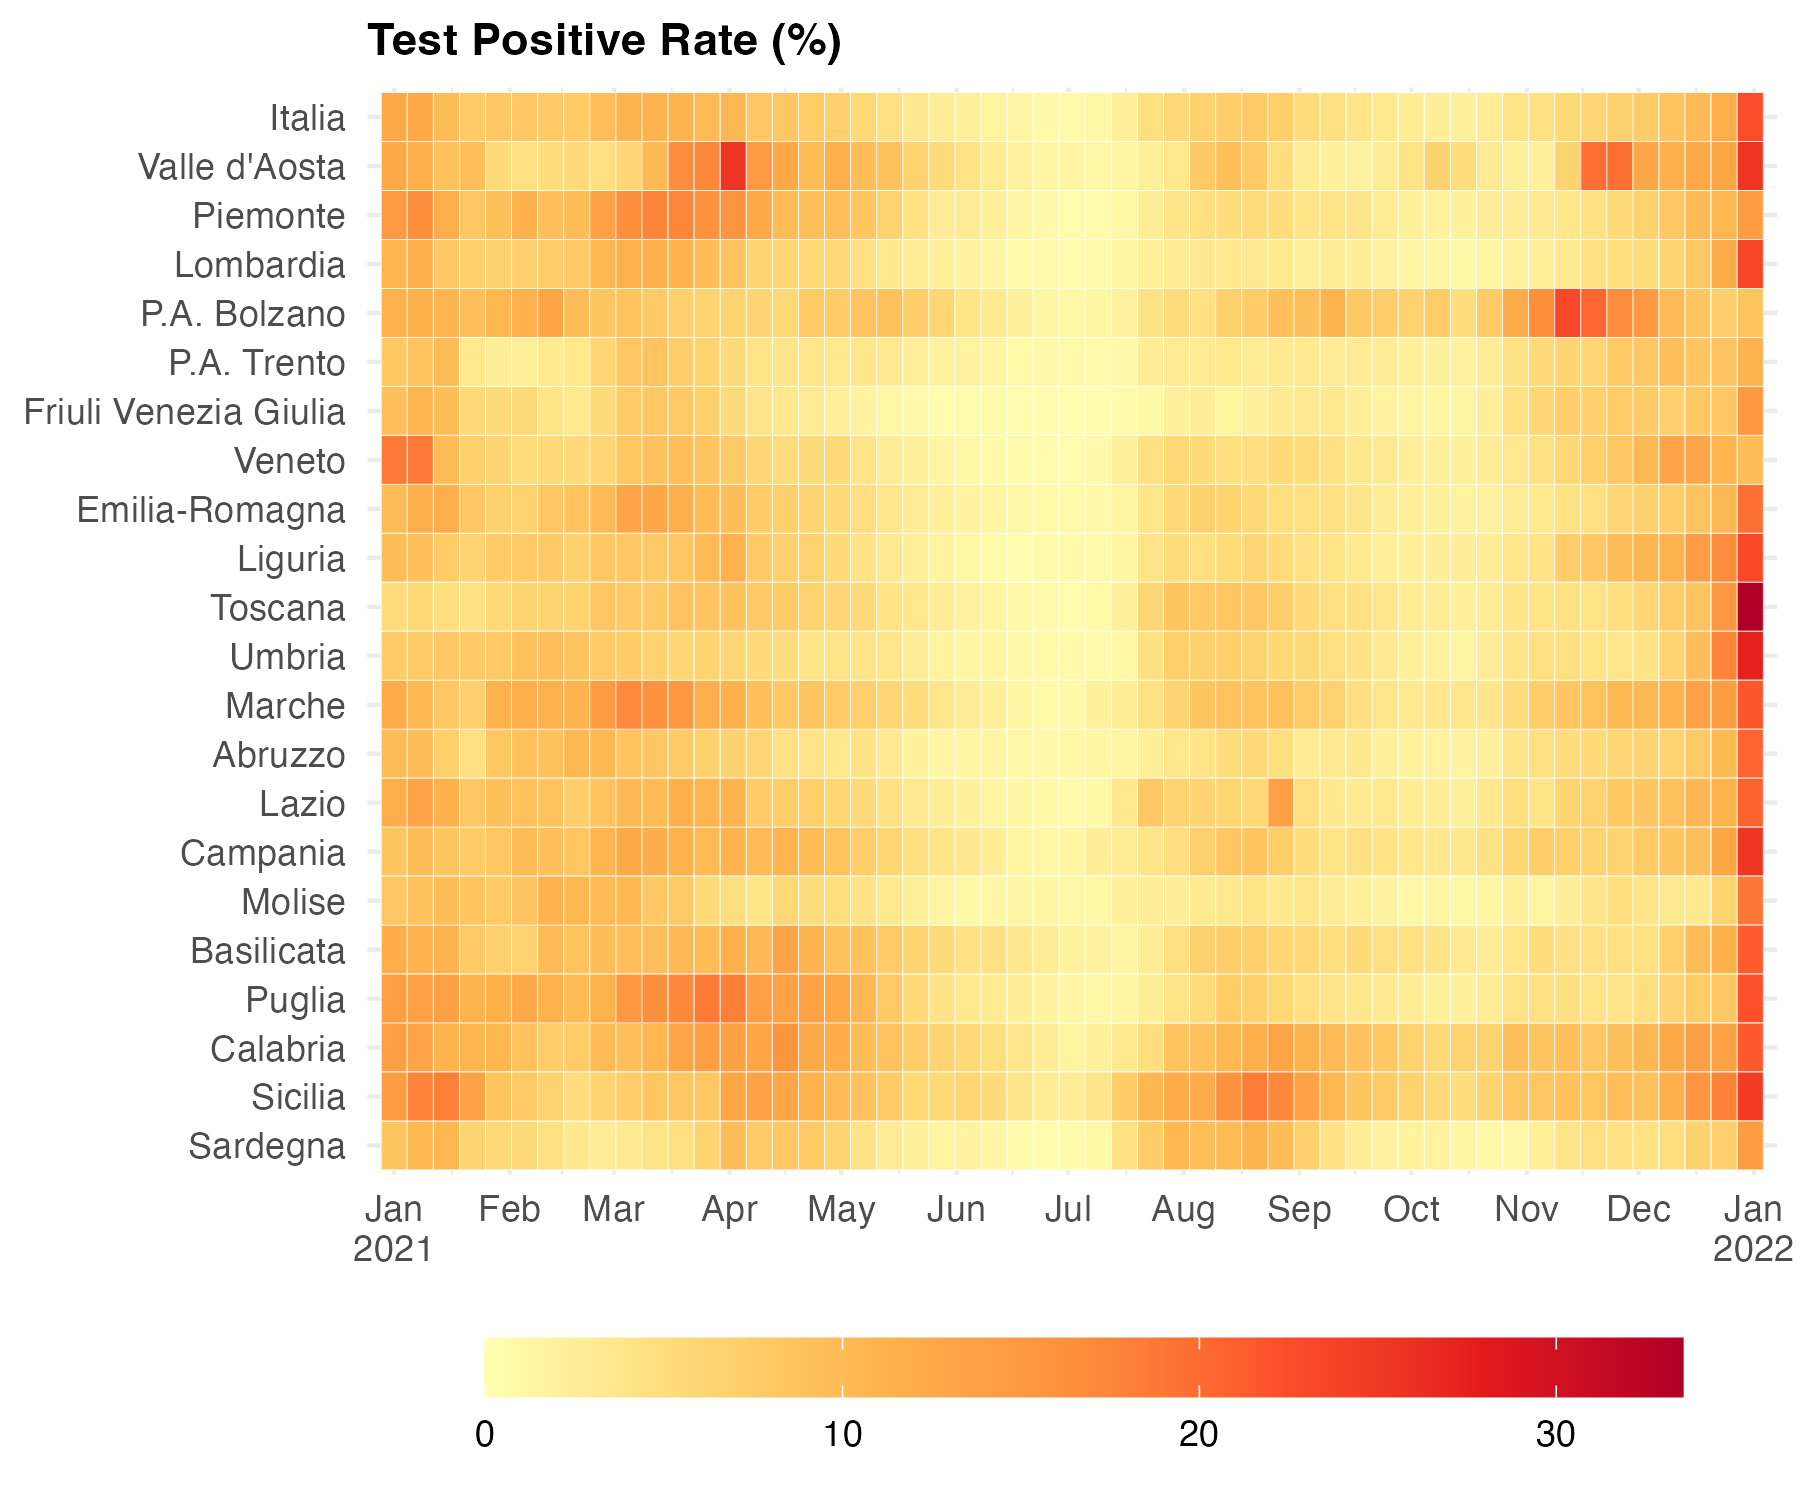 Test Positive Rate (%)
Italia
Valle d'Aosta
Piemonte
Lombardia
P.A. Bolzano
P.A. Trento
Friuli Venezia Giulia
Veneto
Emilia-Romagna
Liguria
Toscana
Umbria
Marche
Abruzzo
Lazio
Campania
Molise
Basilicata
Puglia
Calabria
Sicilia
Sardegna
Jan Feb Mar Apr May Jun Jul Aug Sep Oct Nov Dec Jan
2021 2022
0 10 20 30